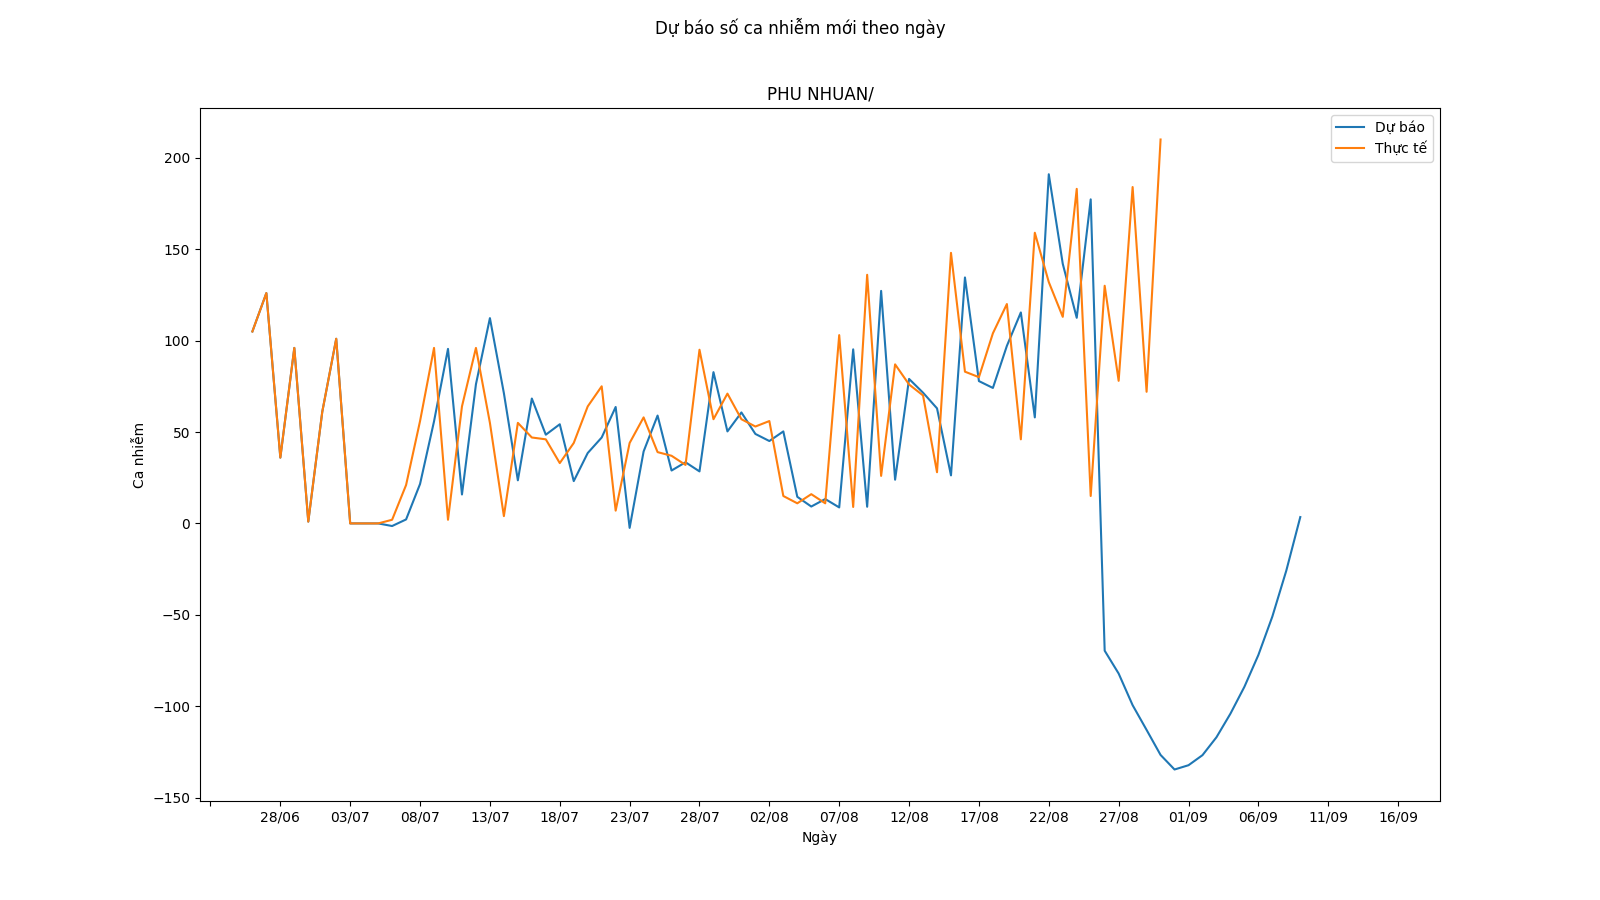 Dự báo số ca nhiễm mới theo ngày
PHU NHUAN/
Dự báo
Thực tế
200
150
100
50
0
−50
−100
−150
Ca nhiễm
28/06 03/07 08/07 13/07 18/07 23/07 28/07 02/08 07/08 12/08 17/08 22/08 27/08 01/09 06/09 11/09 16/09
Ngày